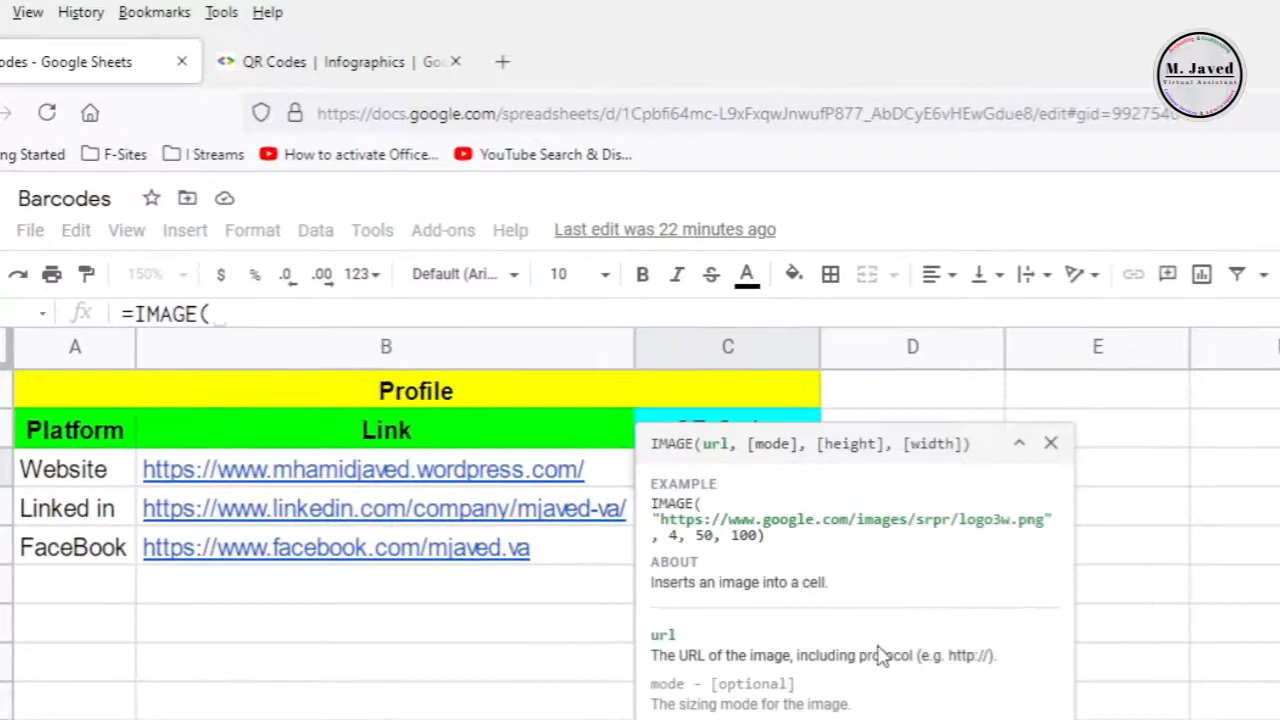 View History Bookmarks Tools Help
odes - Google Sheets
QR Codes | Infographics | Go
M. Javed
Virtual Assistant
https://docs.google.com/spreadsheets/d/1Cpbfi64mc-L9xFxqwJnwufP877_AbDCyE6vHEwGdue8/edit#gid=9927540
ng Started F-Sites I Streams How to activate Office... YouTube Search & Dis...
Barcodes
File Edit View Insert Format Data Tools Add-ons Help Last edit was 22 minutes ago
150% $ % .0 .00 123 Default (Ari... 10 B I S A
fx =IMAGE(
A B C D E
Profile
Platform Link
Website https://www.mhamidjaved.wordpress.com/
Linked in https://www.linkedin.com/company/mjaved-va/
FaceBook https://www.facebook.com/mjaved.va
IMAGE(url, [mode], [height], [width])
EXAMPLE
IMAGE(
"https://www.google.com/images/srpr/logo3w.png"
, 4, 50, 100)
ABOUT
Inserts an image into a cell.
url
The URL of the image, including protocol (e.g. http://).
mode - [optional]
The sizing mode for the image.